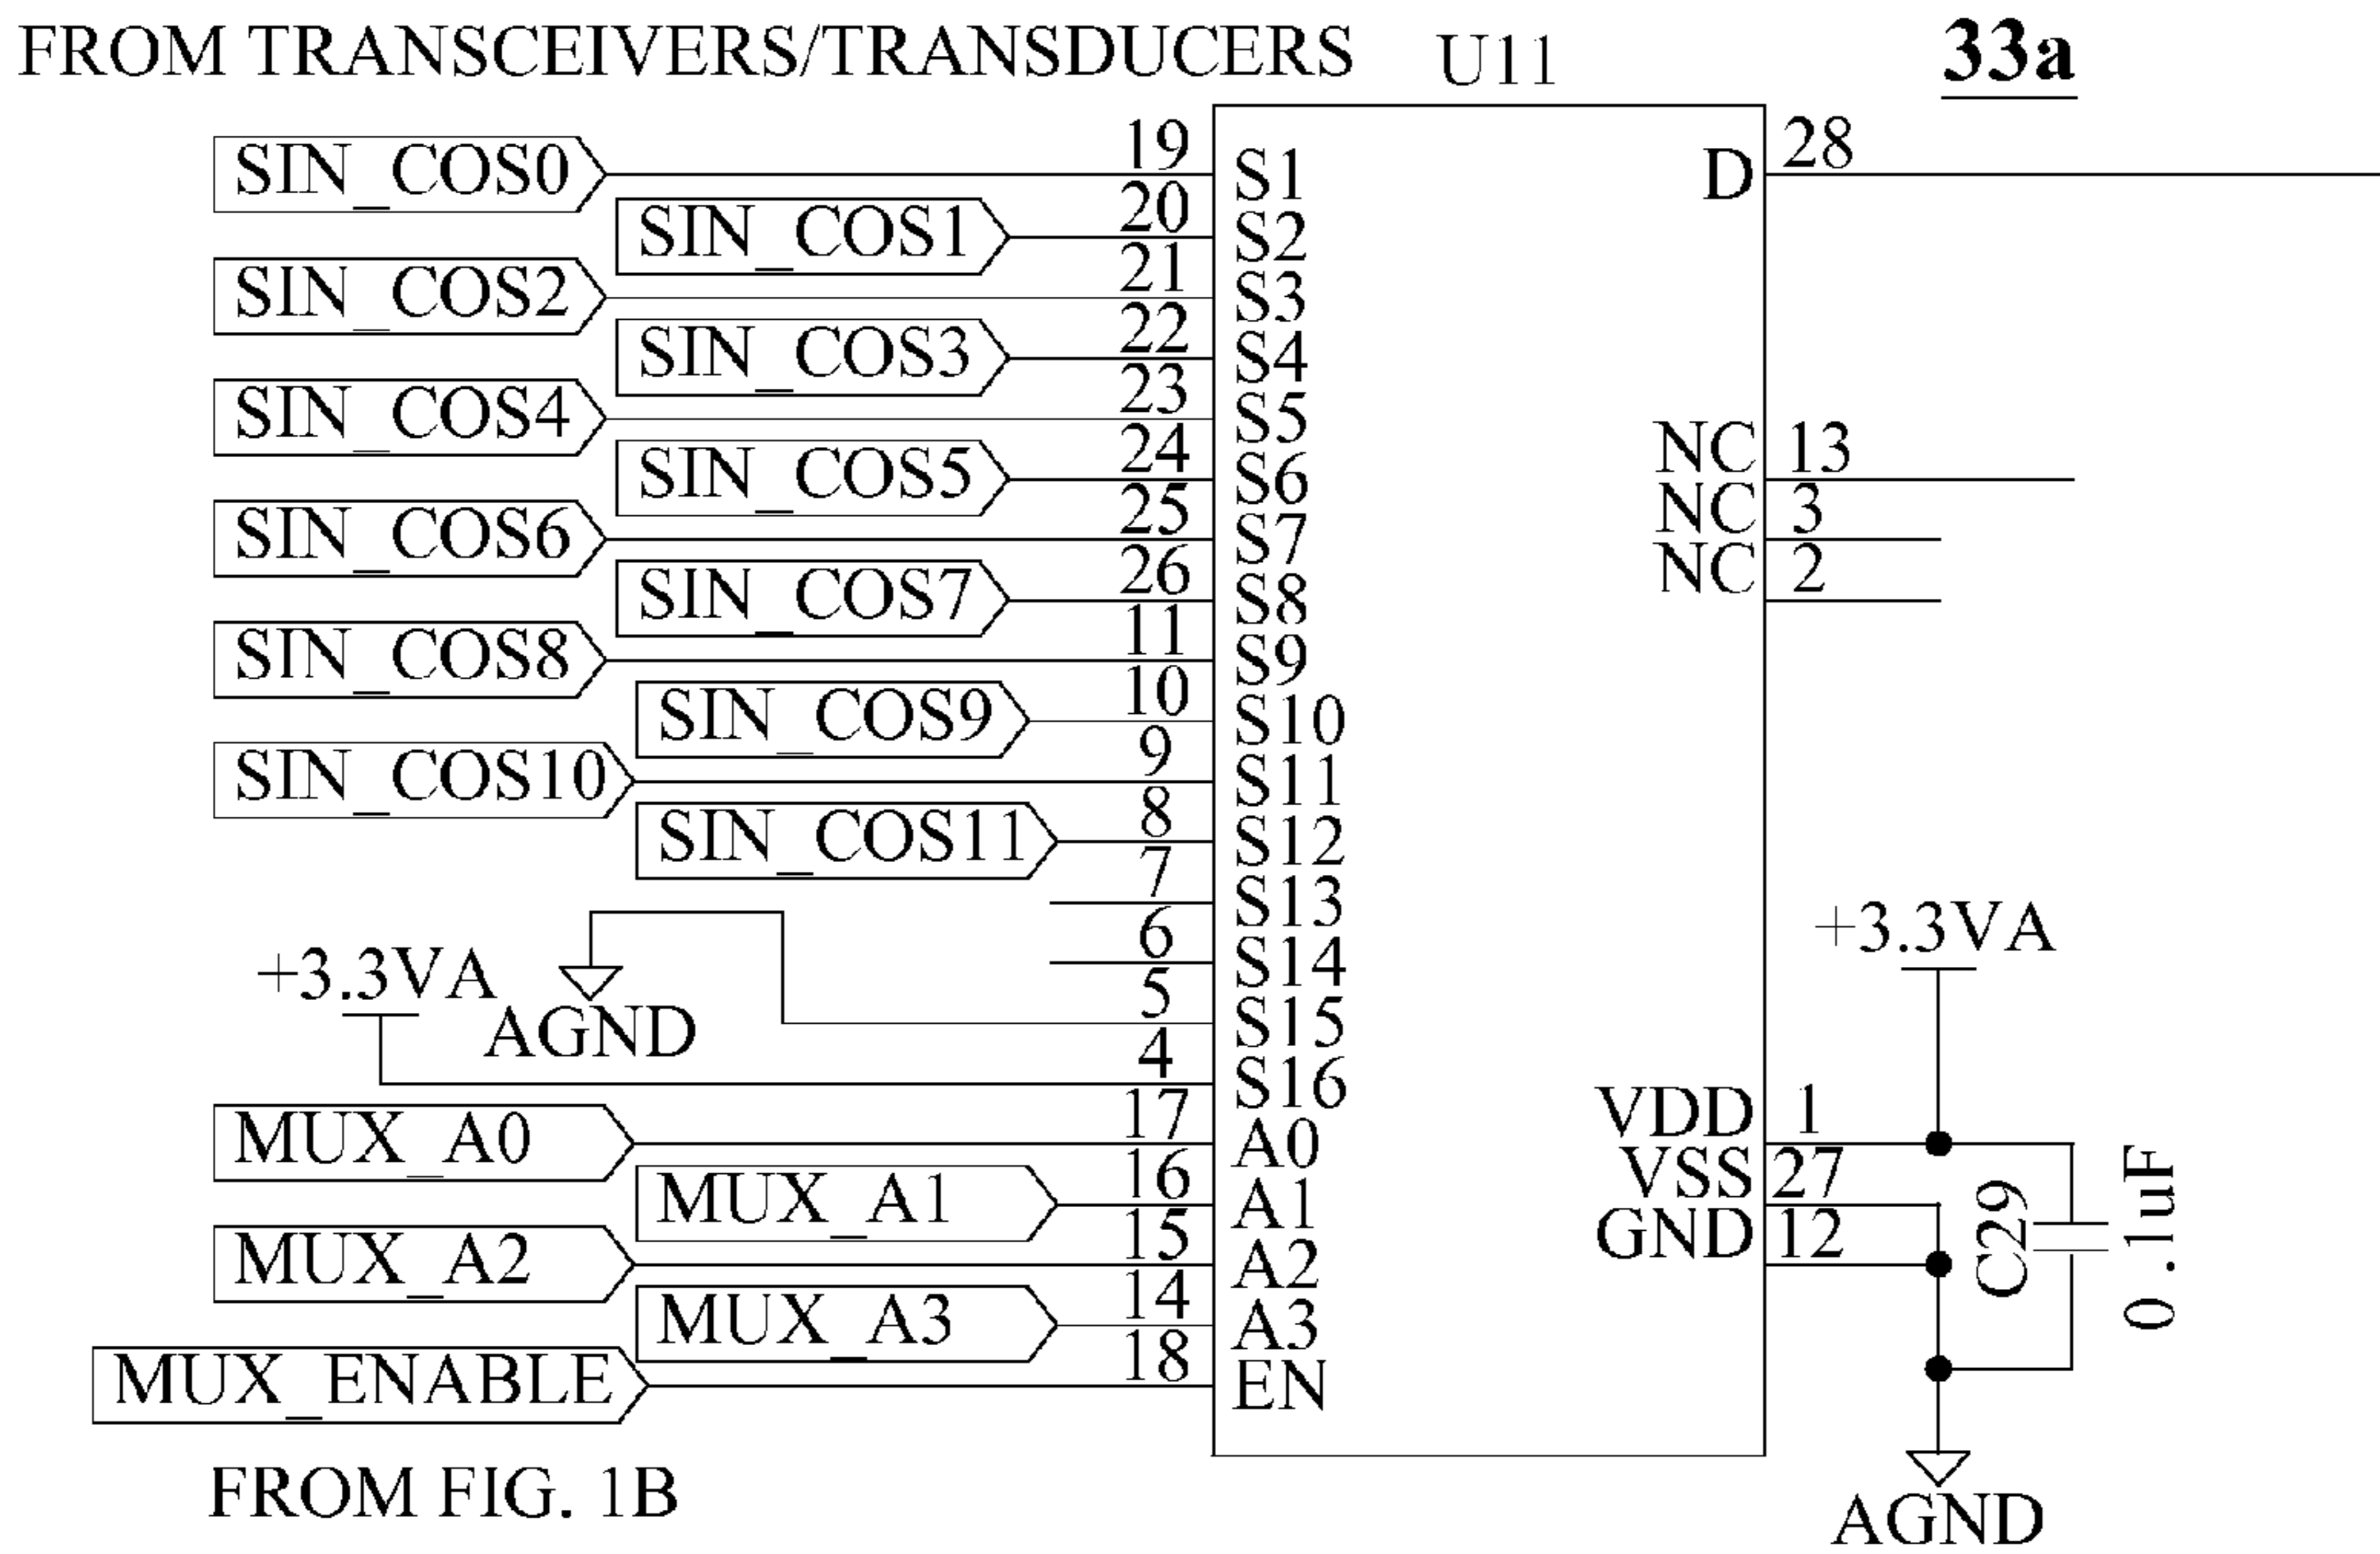 FROM TRANSCEIVERS/TRANSDUCERS U11 33a
SIN_COS0 19 S1 D 28
SIN_COS1 20 S2
SIN_COS2 21 S3
SIN_COS3 22 S4
SIN_COS4 23 S5
SIN_COS5 24 S6 NC 13
SIN_COS6 25 S7 NC 3
SIN_COS7 26 S8 NC 2
SIN_COS8 11 S9
SIN_COS9 10 S10
SIN_COS10 9 S11
SIN_COS11 8 S12
7 S13 +3.3VA
6 S14
+3.3VA AGND 5 S15
4 S16
MUX_A0 17 A0 VDD 1
MUX_A1 16 A1 VSS 27
MUX_A2 15 A2 GND 12
C29 0.1uF
MUX_A3 14 A3
MUX_ENABLE 18 EN
FROM FIG. 1B AGND